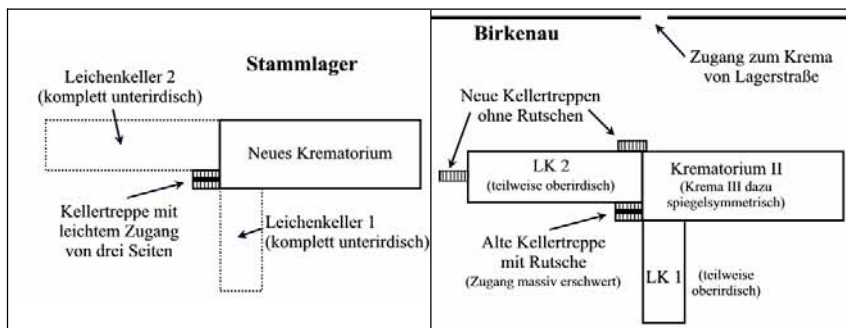 Stammlager
Leichenkeller 2
(komplett unterirdisch)
Neues Krematorium
Kellertreppe mit
leichtem Zugang
von drei Seiten
Leichenkeller 1
(komplett unterirdisch)
Birkenau
Zugang zum Krema
von Lagerstraße
Neue Kellertreppen
ohne Rutschen
LK 2
(teilweise oberirdisch)
Krematorium II
(Krema III dazu
spiegelsymmetrisch)
Alte Kellertreppe
mit Rutsche
(Zugang massiv erschwert)
LK 1
(teilweise
oberirdisch)